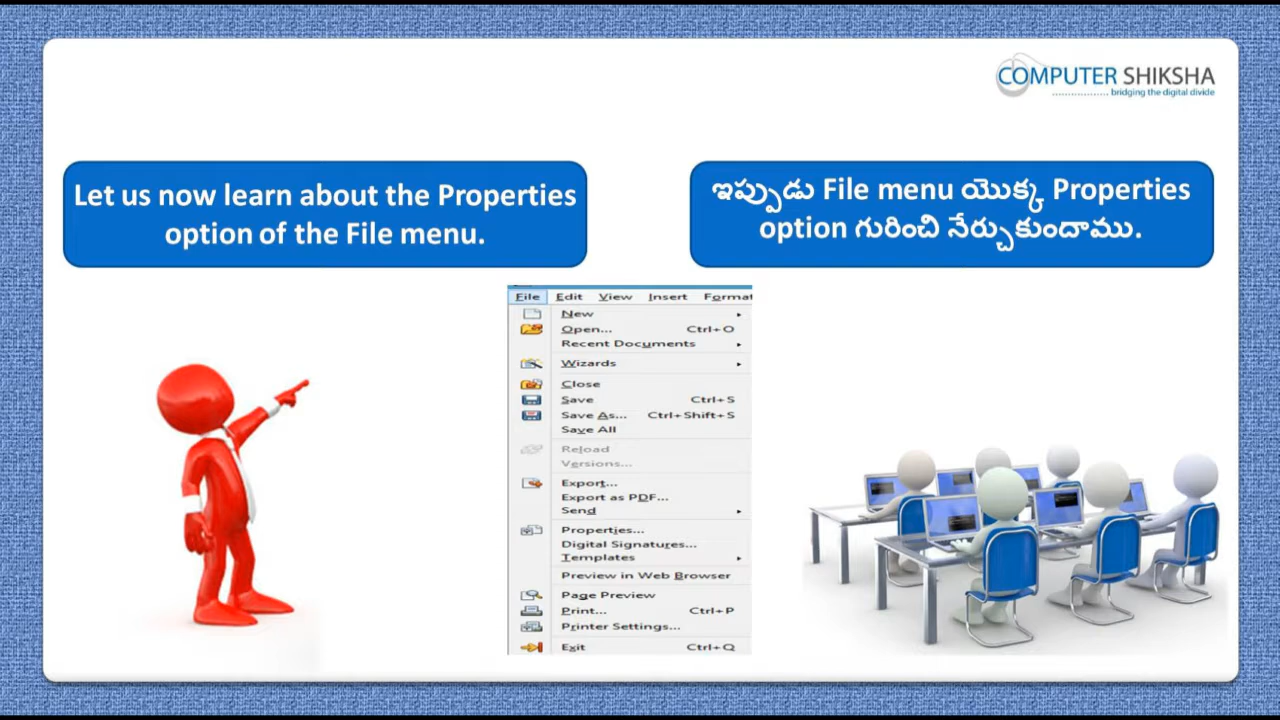 COMPUTER SHIKSHA
bridging the digital divide
Let us now learn about the Properties
option of the File menu.
ఇప్పుడు File menu యొక్క Properties
option గురించి నేర్చుకుందాము.
File Edit View Insert Format
New
Open... Ctrl+O
Recent Documents
Wizards
Close
Save Ctrl+S
Save As... Ctrl+Shift+S
Save All
Reload
Versions...
Export...
Export as PDF...
Send
Properties...
Digital Signatures...
Templates
Preview in Web Browser
Page Preview
Print... Ctrl+P
Printer Settings...
Exit Ctrl+Q